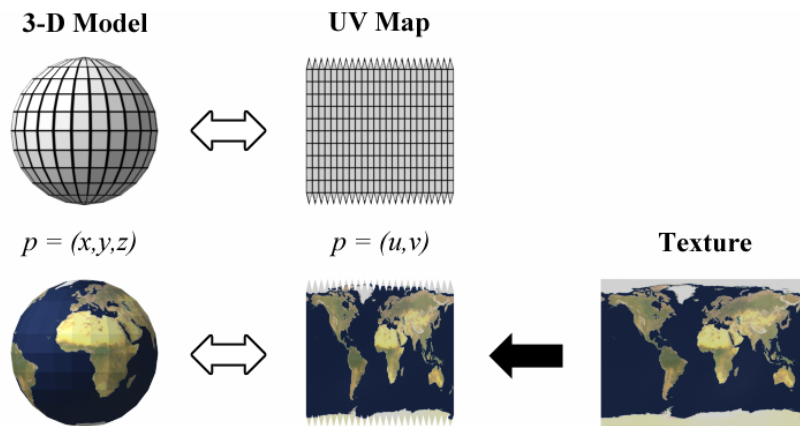 3-D Model
UV Map
p = (x,y,z)
p = (u,v)
Texture